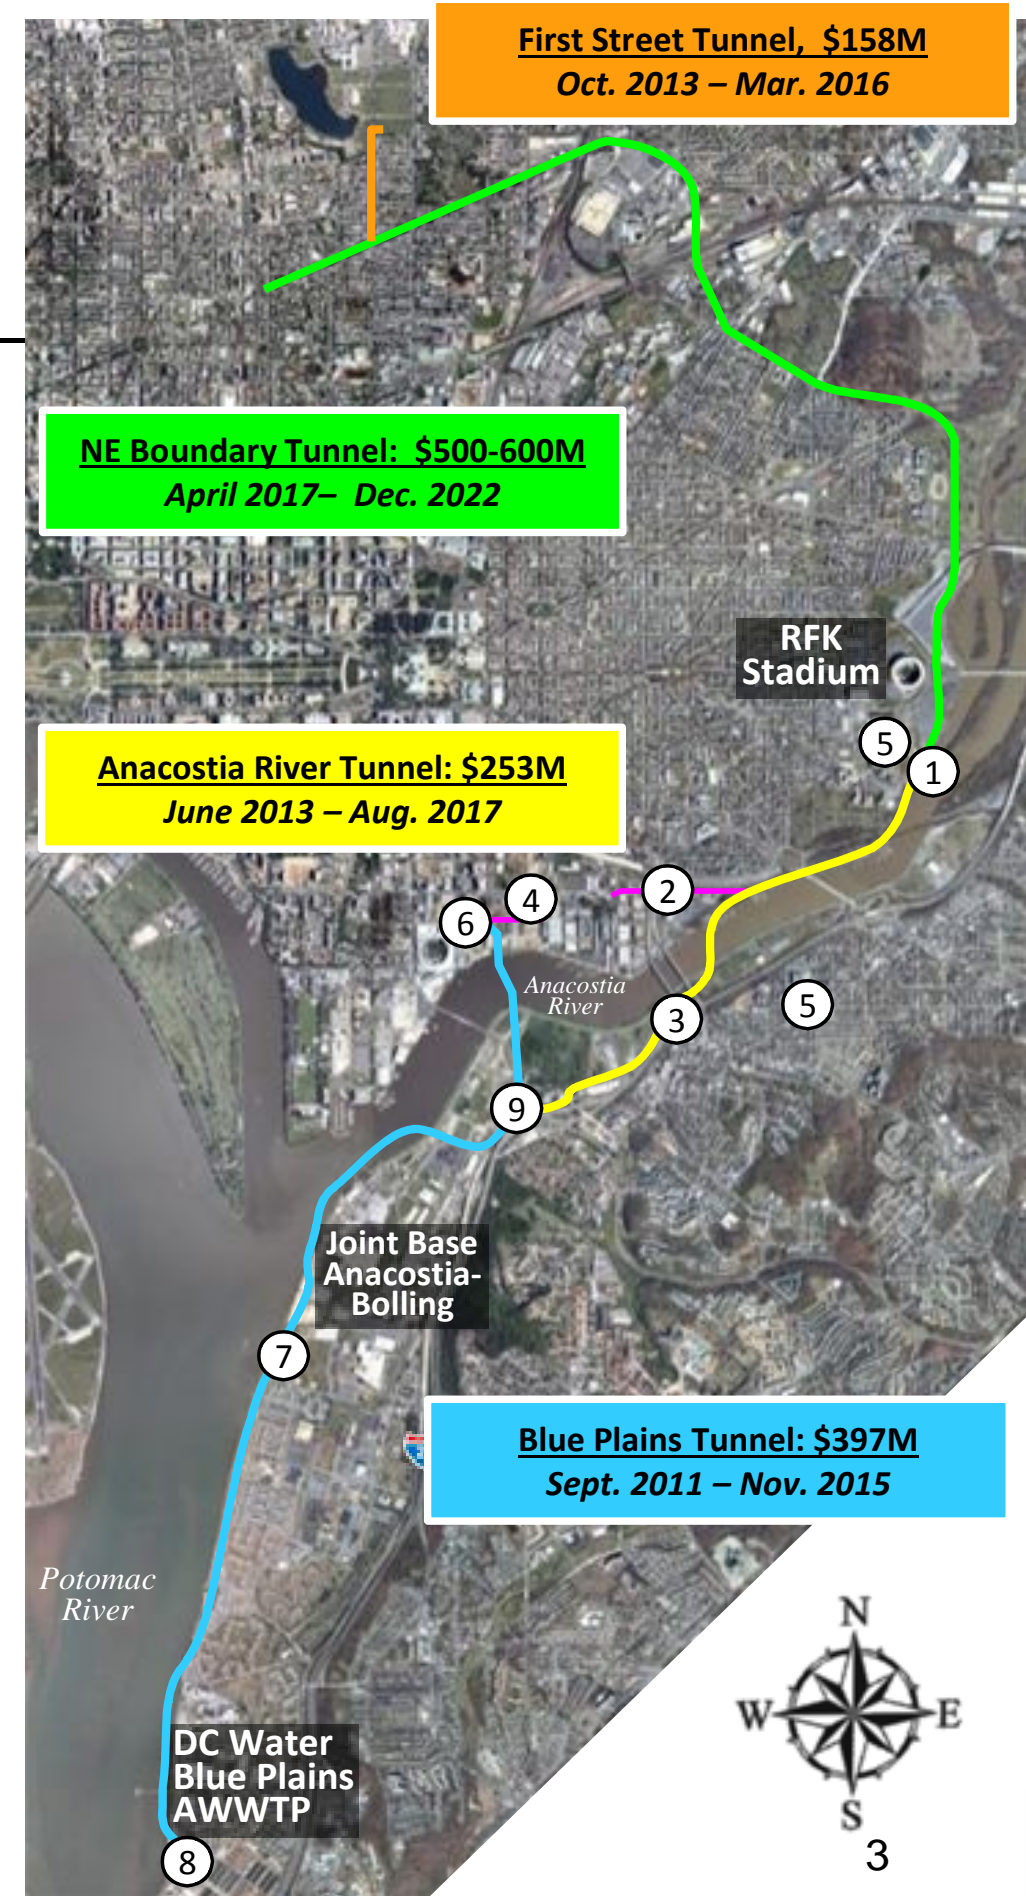 First Street Tunnel, $158M
Oct. 2013 – Mar. 2016
NE Boundary Tunnel: $500-600M
April 2017– Dec. 2022
RFK
Stadium
5
1
Anacostia River Tunnel: $253M
June 2013 – Aug. 2017
2
4
6
Anacostia
River
5
3
9
Joint Base
Anacostia-
Bolling
7
Blue Plains Tunnel: $397M
Sept. 2011 – Nov. 2015
Potomac
River
N
W
E
S
DC Water
Blue Plains
AWWTP
8
3